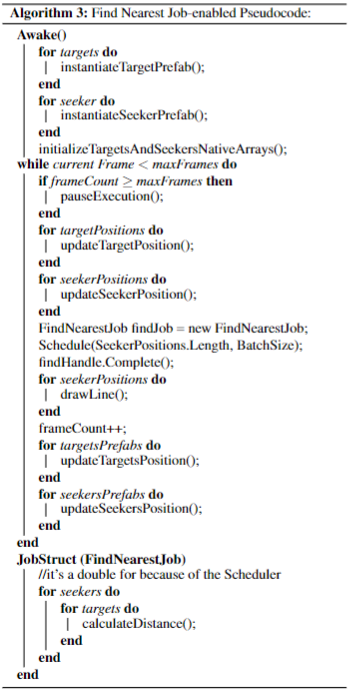 Algorithm 3: Find Nearest Job-enabled Pseudocode:
Awake()
for targets do
instantiateTargetPrefab();
end
for seeker do
instantiateSeekerPrefab();
end
initializeTargetsAndSeekersNativeArrays();
while current Frame < maxFrames do
if frameCount ≥ maxFrames then
pauseExecution();
end
for targetPositions do
updateTargetPosition();
end
for seekerPositions do
updateSeekerPosition();
end
FindNearestJob findJob = new FindNearestJob;
Schedule(SeekerPositions.Length, BatchSize);
findHandle.Complete();
for seekerPositions do
drawLine();
end
frameCount++;
for targetsPrefabs do
updateTargetsPosition();
end
for seekersPrefabs do
updateSeekersPosition();
end
end
JobStruct (FindNearestJob)
//it's a double for because of the Scheduler
for seekers do
for targets do
calculateDistance();
end
end
end